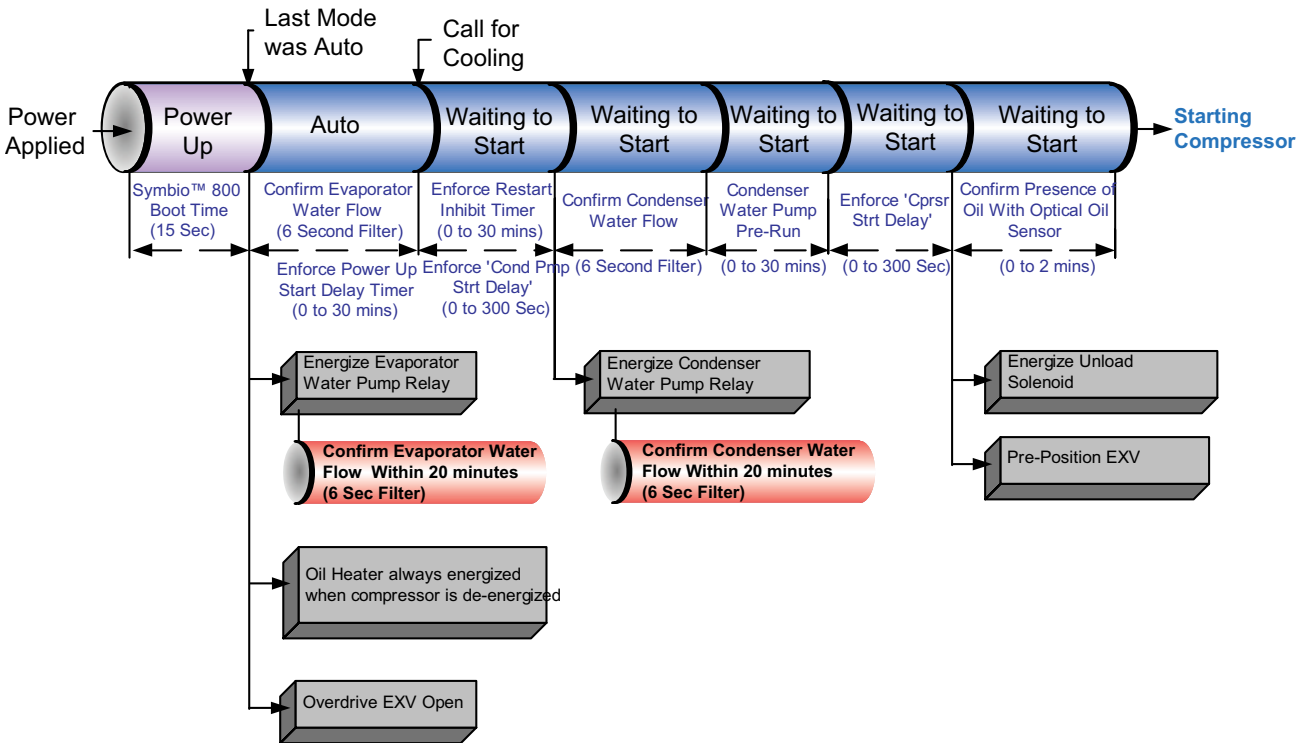 Last Mode
was Auto
Call for
Cooling
Power
Applied
Power
Up
Auto
Waiting to
Start
Waiting to
Start
Waiting to
Start
Waiting to
Start
Waiting to
Start
Starting
Compressor
Symbio™ 800
Boot Time
(15 Sec)
Confirm Evaporator
Water Flow
(6 Second Filter)
Enforce Power Up
Start Delay Timer
(0 to 30 mins)
Enforce Restart
Inhibit Timer
(0 to 30 mins)
Enforce 'Cond Pmp
Strt Delay'
(0 to 300 Sec)
Confirm Condenser
Water Flow
(6 Second Filter)
Condenser
Water Pump
Pre-Run
(0 to 30 mins)
Enforce 'Cprsr
Strt Delay'
(0 to 300 Sec)
Confirm Presence of
Oil With Optical Oil
Sensor
(0 to 2 mins)
Energize Evaporator
Water Pump Relay
Confirm Evaporator Water
Flow Within 20 minutes
(6 Sec Filter)
Oil Heater always energized
when compressor is de-energized
Overdrive EXV Open
Energize Condenser
Water Pump Relay
Confirm Condenser Water
Flow Within 20 minutes
(6 Sec Filter)
Energize Unload
Solenoid
Pre-Position EXV